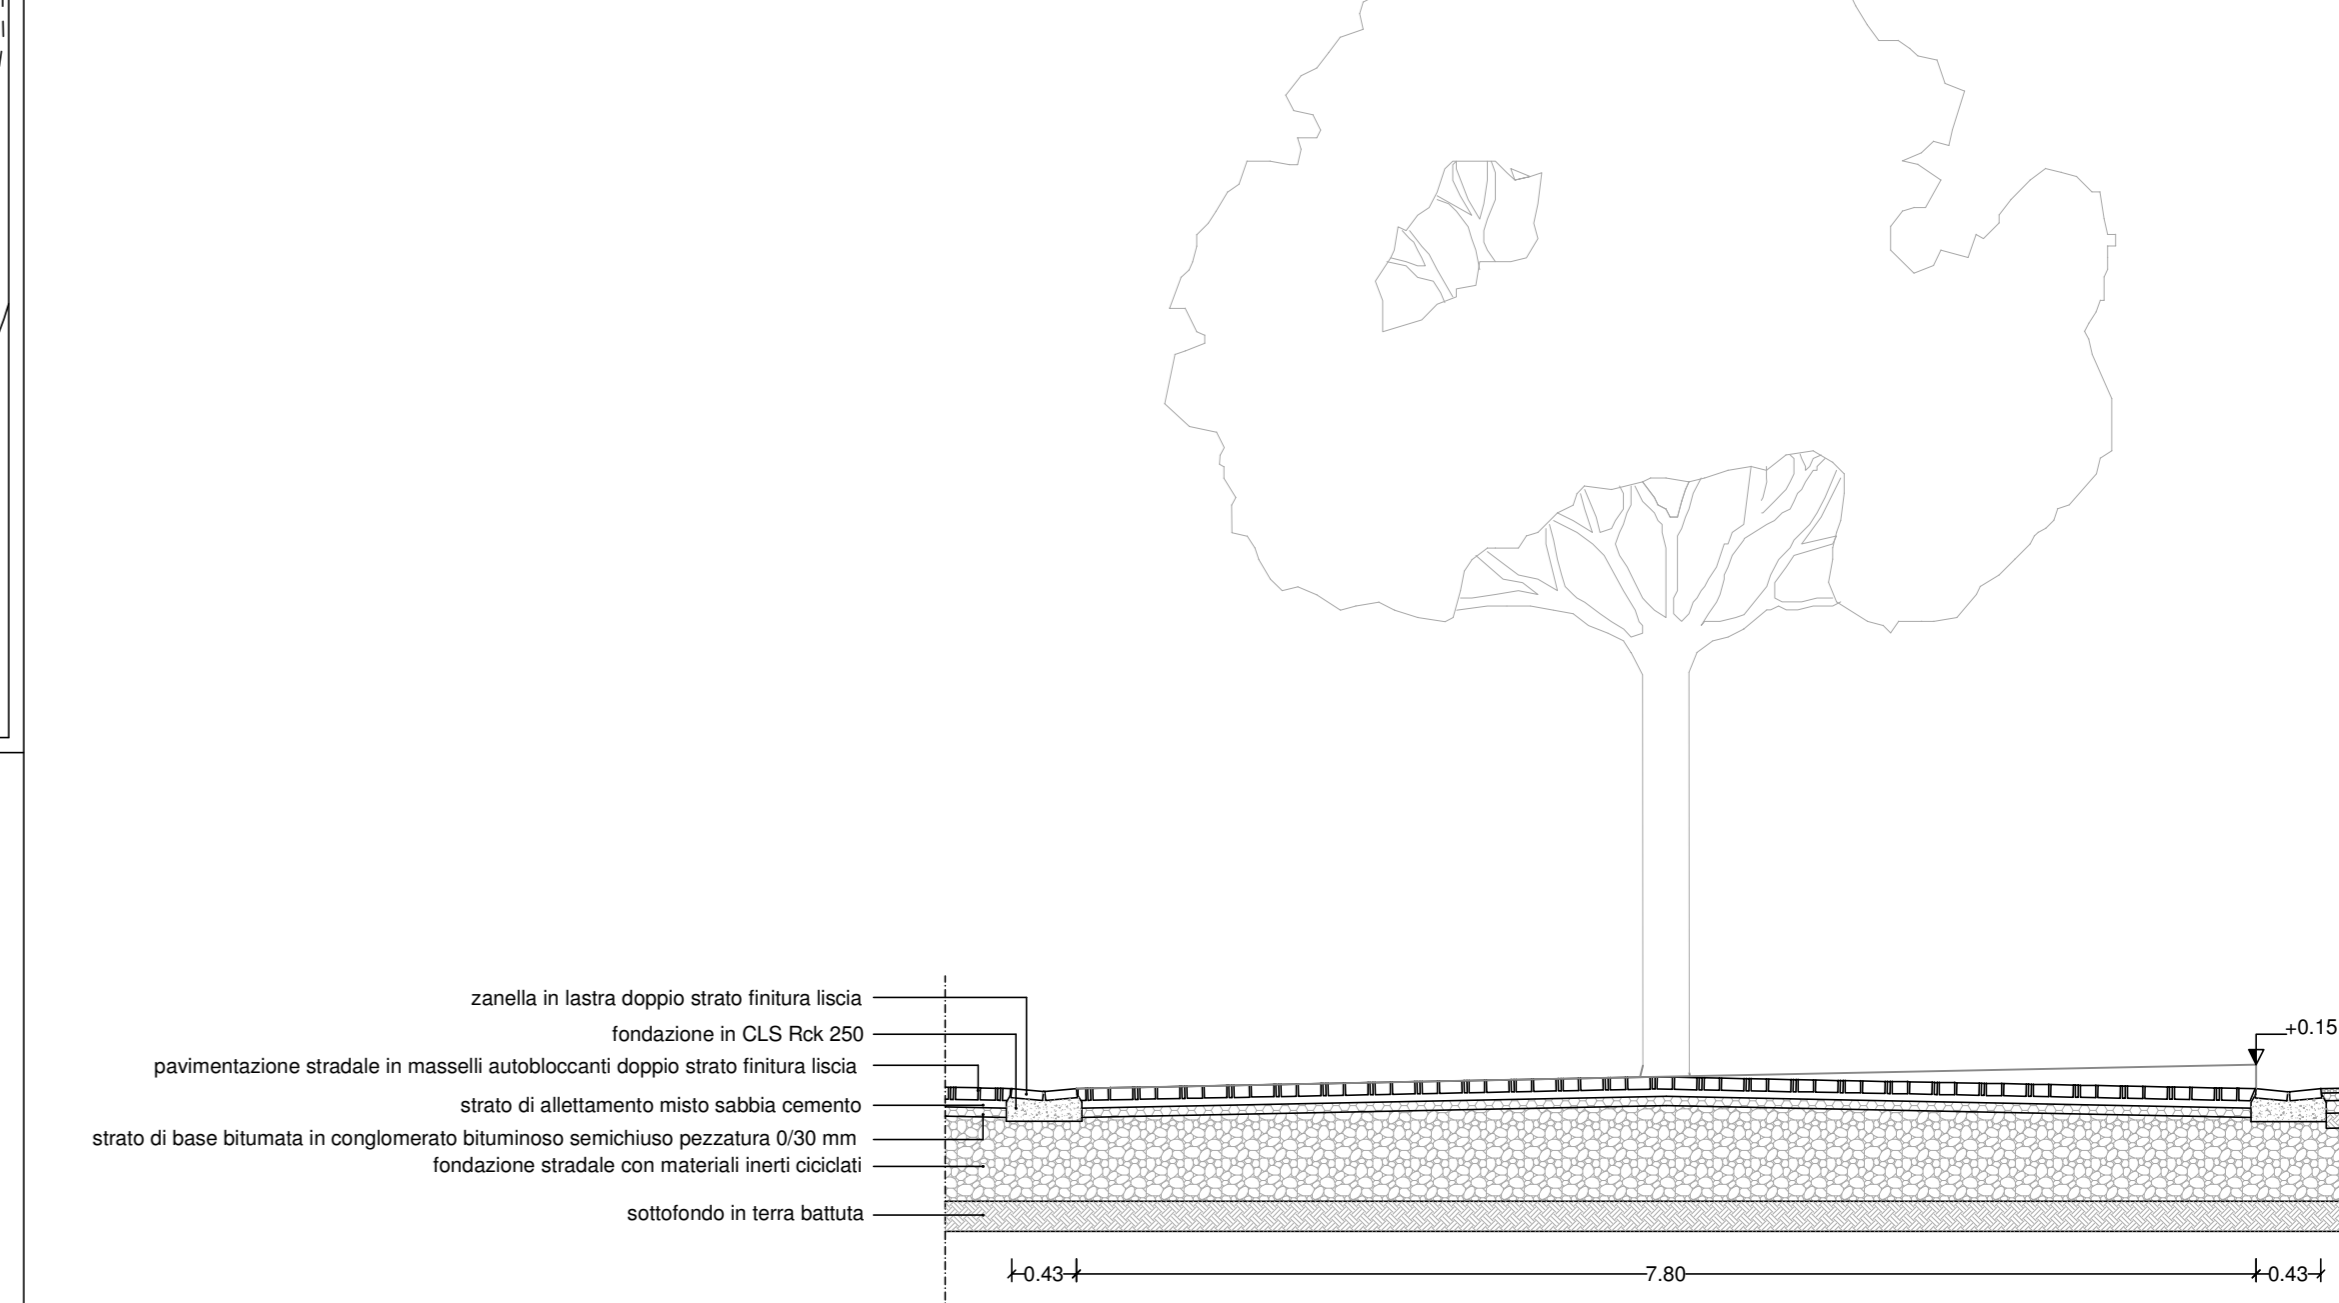 zanella in lastra doppio strato finitura liscia
fondazione in CLS Rck 250
+0.15
pavimentazione stradale in masselli autobloccanti doppio strato finitura liscia
strato di allettamento misto sabbia cemento
strato di base bitumata in conglomerato bituminoso semichiuso pezzatura 0/30 mm
fondazione stradale con materiali inerti ciciclati
sottofondo in terra battuta
0.43 7.80 0.43